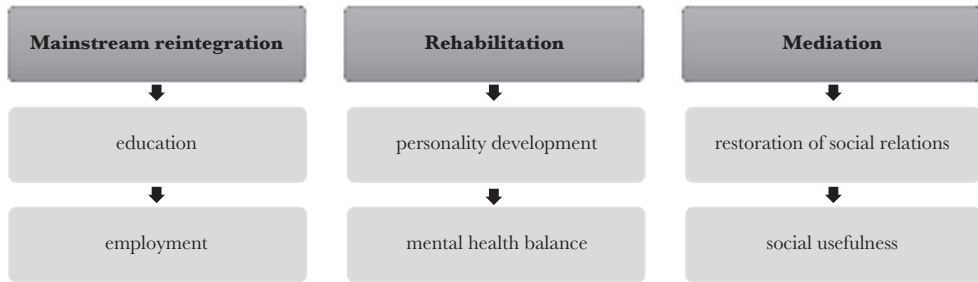 Mainstream reintegration
education
employment
Rehabilitation
personality development
mental health balance
Mediation
restoration of social relations
social usefulness